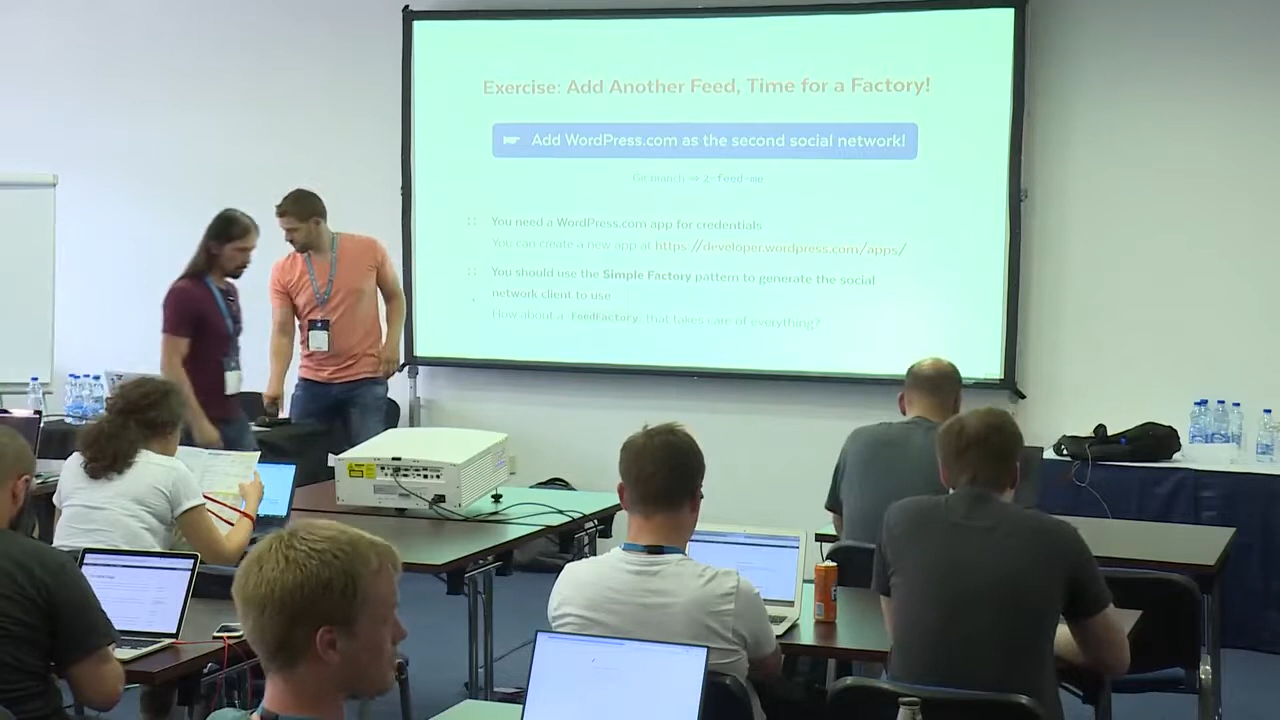 Exercise: Add Another Feed, Time for a Factory!
Add WordPress.com as the second social network!
Git branch ⇒ 2-feed-me
You need a WordPress.com app for credentials
You can create a new app at https://developer.wordpress.com/apps/
You should use the Simple Factory pattern to generate the social
network client to use
How about a FeedFactory that takes care of everything?